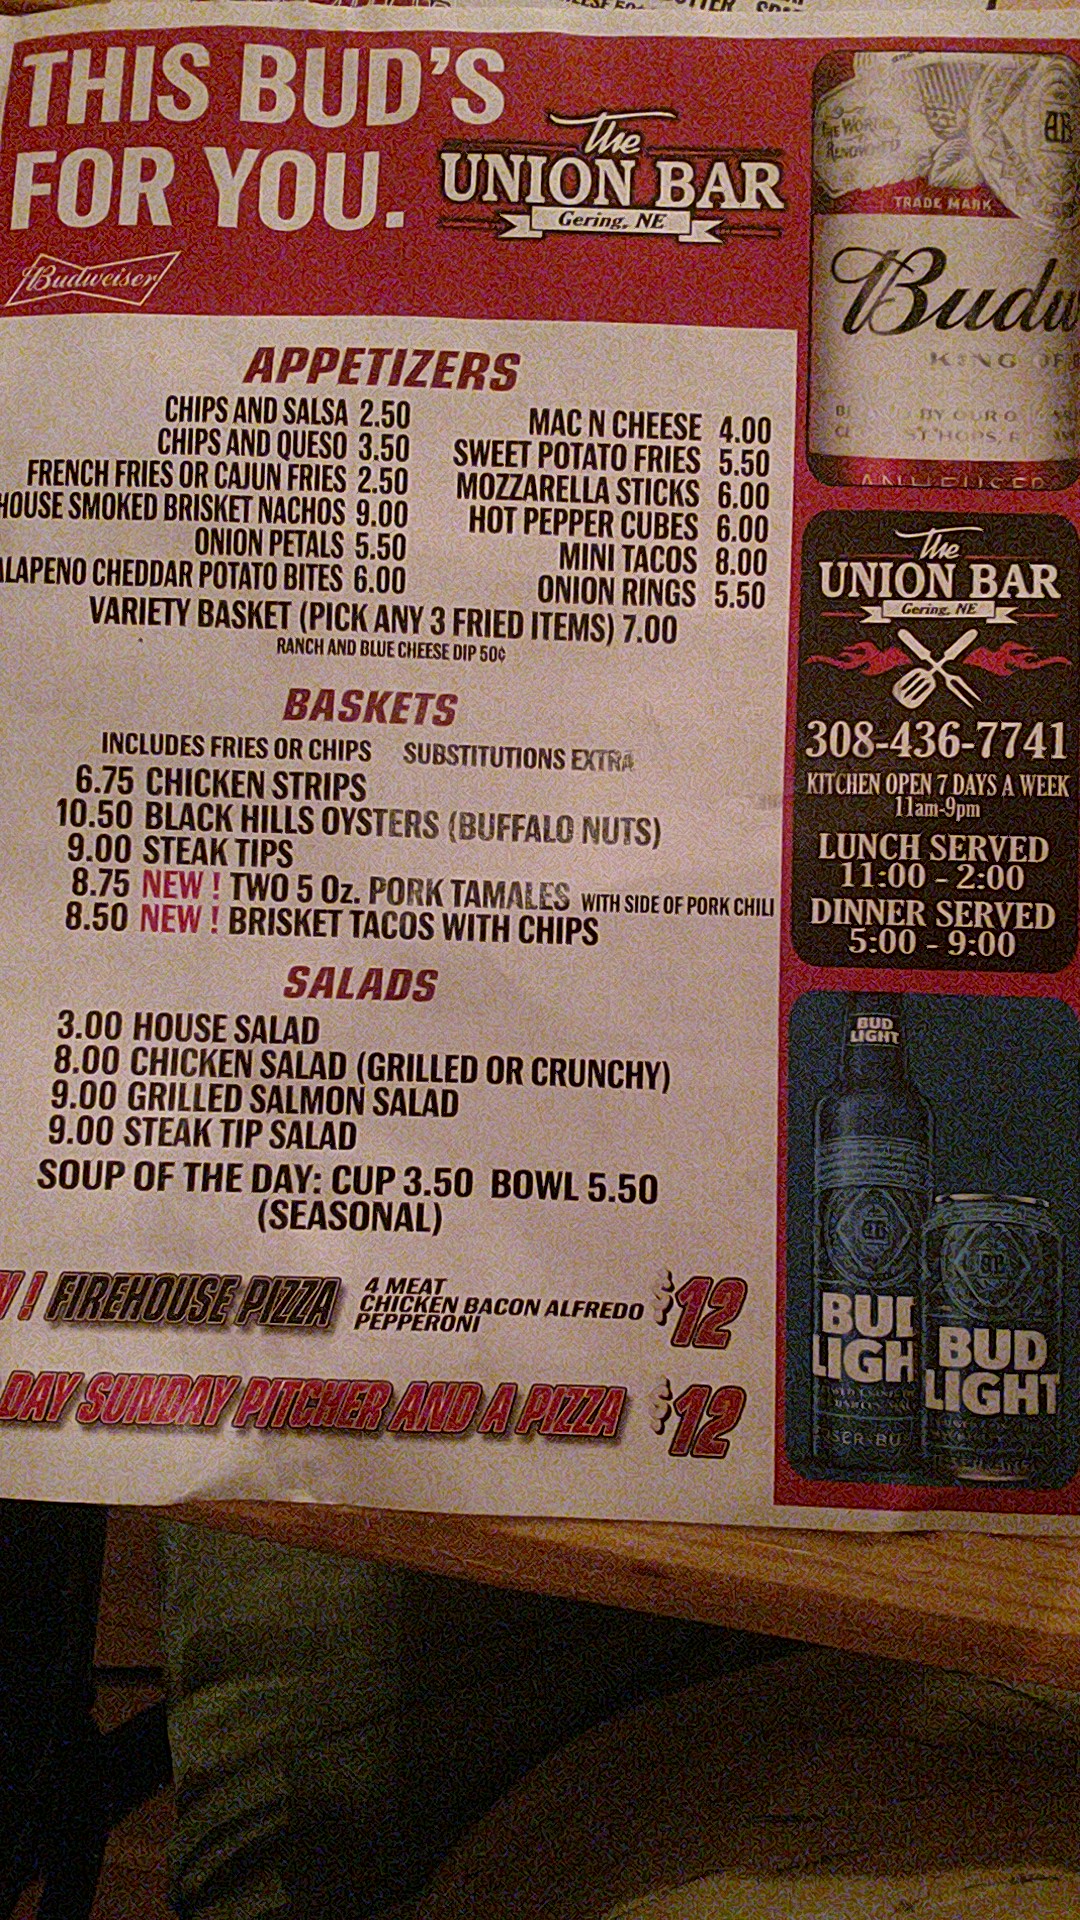 THIS BUD'S
FOR YOU.
The
UNION BAR
Gering, NE
Budweiser
APPETIZERS
CHIPS AND SALSA 2.50
CHIPS AND QUESO 3.50
FRENCH FRIES OR CAJUN FRIES 2.50
HOUSE SMOKED BRISKET NACHOS 9.00
ONION PETALS 5.50
ALAPENO CHEDDAR POTATO BITES 6.00
MAC N CHEESE 4.00
SWEET POTATO FRIES 5.50
MOZZARELLA STICKS 6.00
HOT PEPPER CUBES 6.00
MINI TACOS 8.00
ONION RINGS 5.50
VARIETY BASKET (PICK ANY 3 FRIED ITEMS) 7.00
RANCH AND BLUE CHEESE DIP 50¢
BASKETS
INCLUDES FRIES OR CHIPS SUBSTITUTIONS EXTRA
6.75 CHICKEN STRIPS
10.50 BLACK HILLS OYSTERS (BUFFALO NUTS)
9.00 STEAK TIPS
8.75 NEW ! TWO 5 Oz. PORK TAMALES WITH SIDE OF PORK CHILI
8.50 NEW ! BRISKET TACOS WITH CHIPS
SALADS
3.00 HOUSE SALAD
8.00 CHICKEN SALAD (GRILLED OR CRUNCHY)
9.00 GRILLED SALMON SALAD
9.00 STEAK TIP SALAD
SOUP OF THE DAY: CUP 3.50 BOWL 5.50
(SEASONAL)
! FIREHOUSE PIZZA
4 MEAT
CHICKEN BACON ALFREDO
PEPPERONI
$12
DAY SUNDAY PITCHER AND A PIZZA $12
THE WORLD
RENOWNED
AB
TRADE MARK
Budw
KING OF
The
UNION BAR
Gering, NE
308-436-7741
KITCHEN OPEN 7 DAYS A WEEK
11am-9pm
LUNCH SERVED
11:00 - 2:00
DINNER SERVED
5:00 - 9:00
BUD
LIGHT
BUD
LIGH
BUD
LIGHT